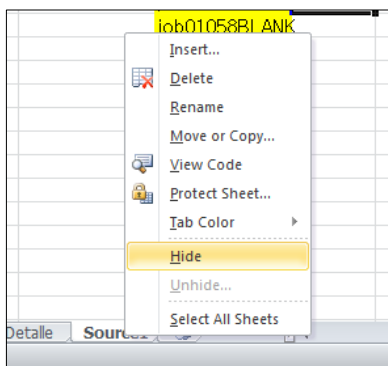 job01058BLANK
Insert...
Delete
Rename
Move or Copy...
View Code
Protect Sheet...
Tab Color
Hide
Unhide...
Select All Sheets
Detalle